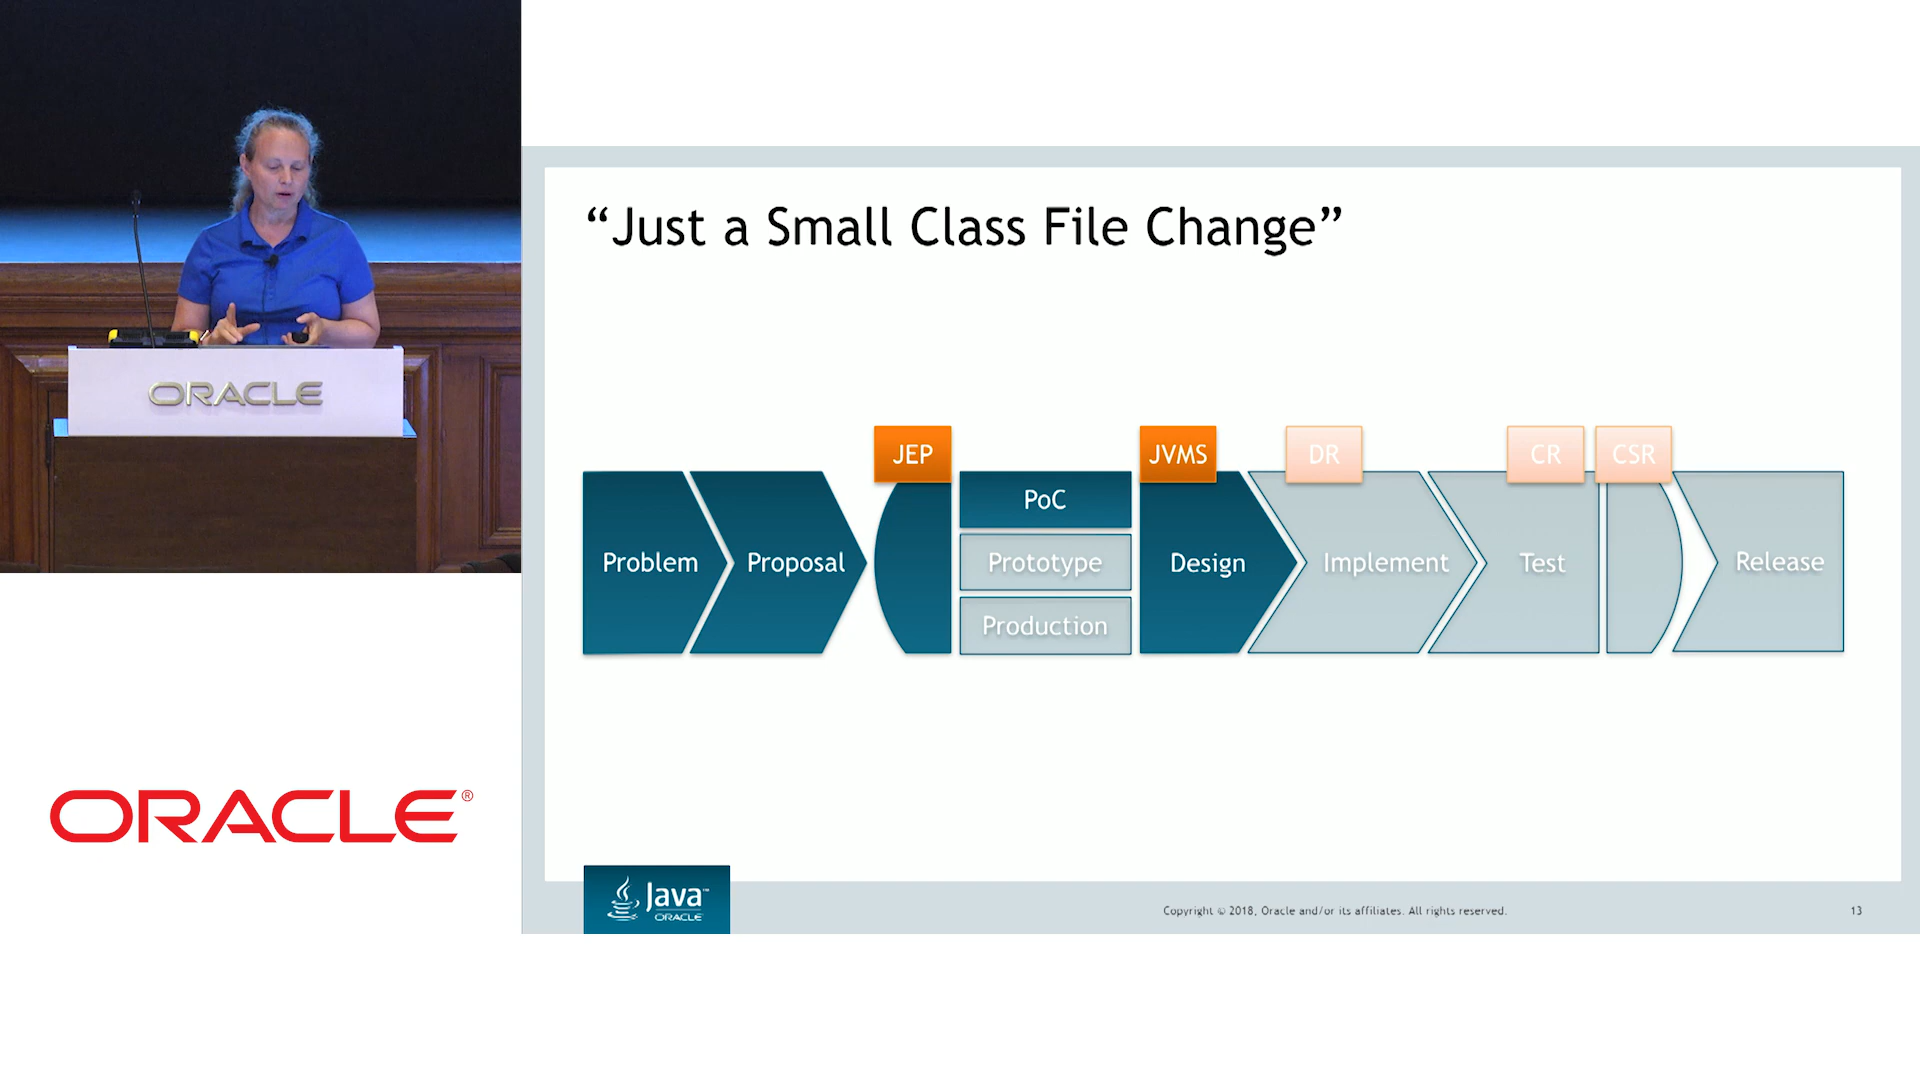 ORACLE
ORACLE®
“Just a Small Class File Change”
JEP
JVMS
DR
CR
CSR
Problem
Proposal
PoC
Prototype
Production
Design
Implement
Test
Release
Java™
ORACLE
Copyright © 2018, Oracle and/or its affiliates. All rights reserved.
13